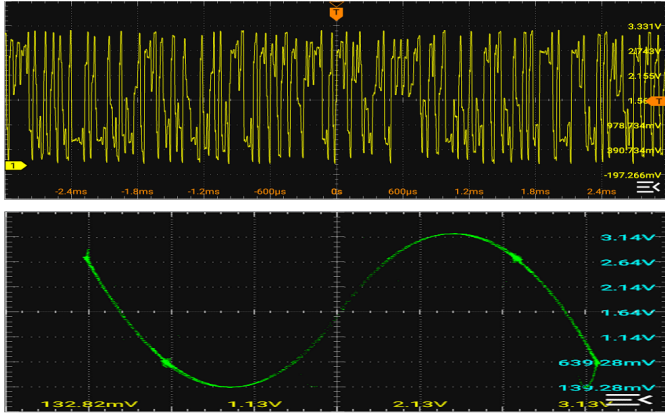 T
3.331V
2.743V
2.155V
T
978.734mV
390.734mV
1
-197.266mV
-2.4ms -1.8ms -1.2ms -600µs 0s 600µs 1.2ms 1.8ms 2.4ms
3.14V
2.64V
2.14V
1.64V
1.14V
639.28mV
139.28mV
132.82mV 1.13V 2.13V 3.13V